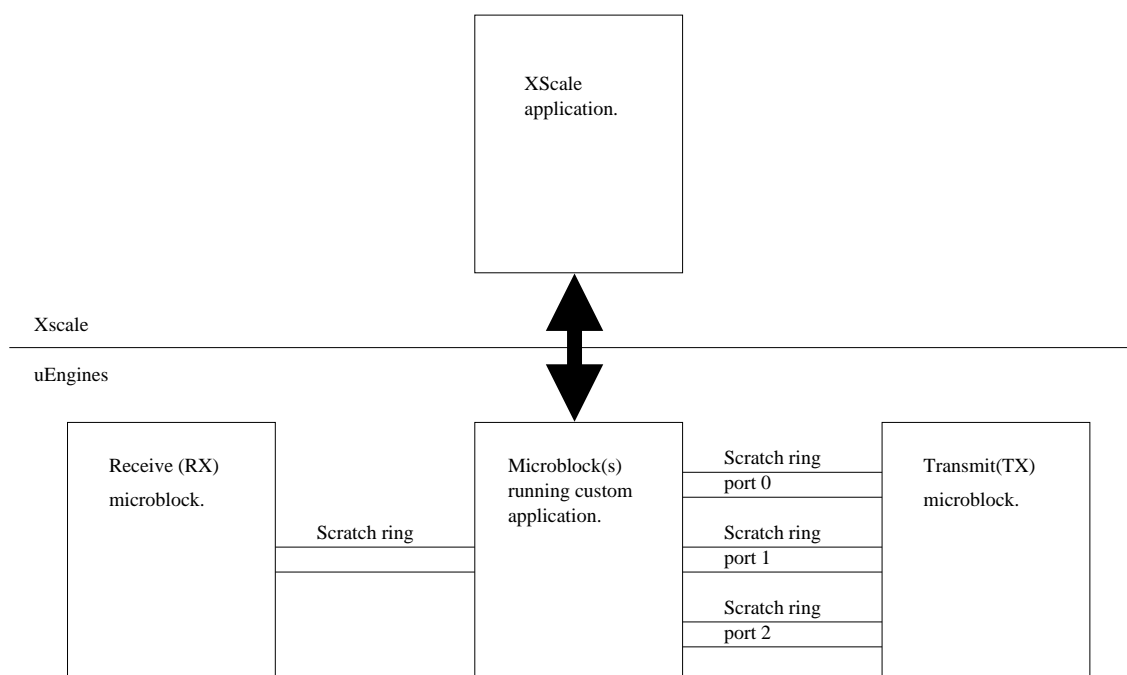 XScale
application.
Xscale
uEngines
Receive (RX)
microblock.
Scratch ring
Microblock(s)
running custom
application.
Scratch ring
port 0
Scratch ring
port 1
Scratch ring
port 2
Transmit(TX)
microblock.